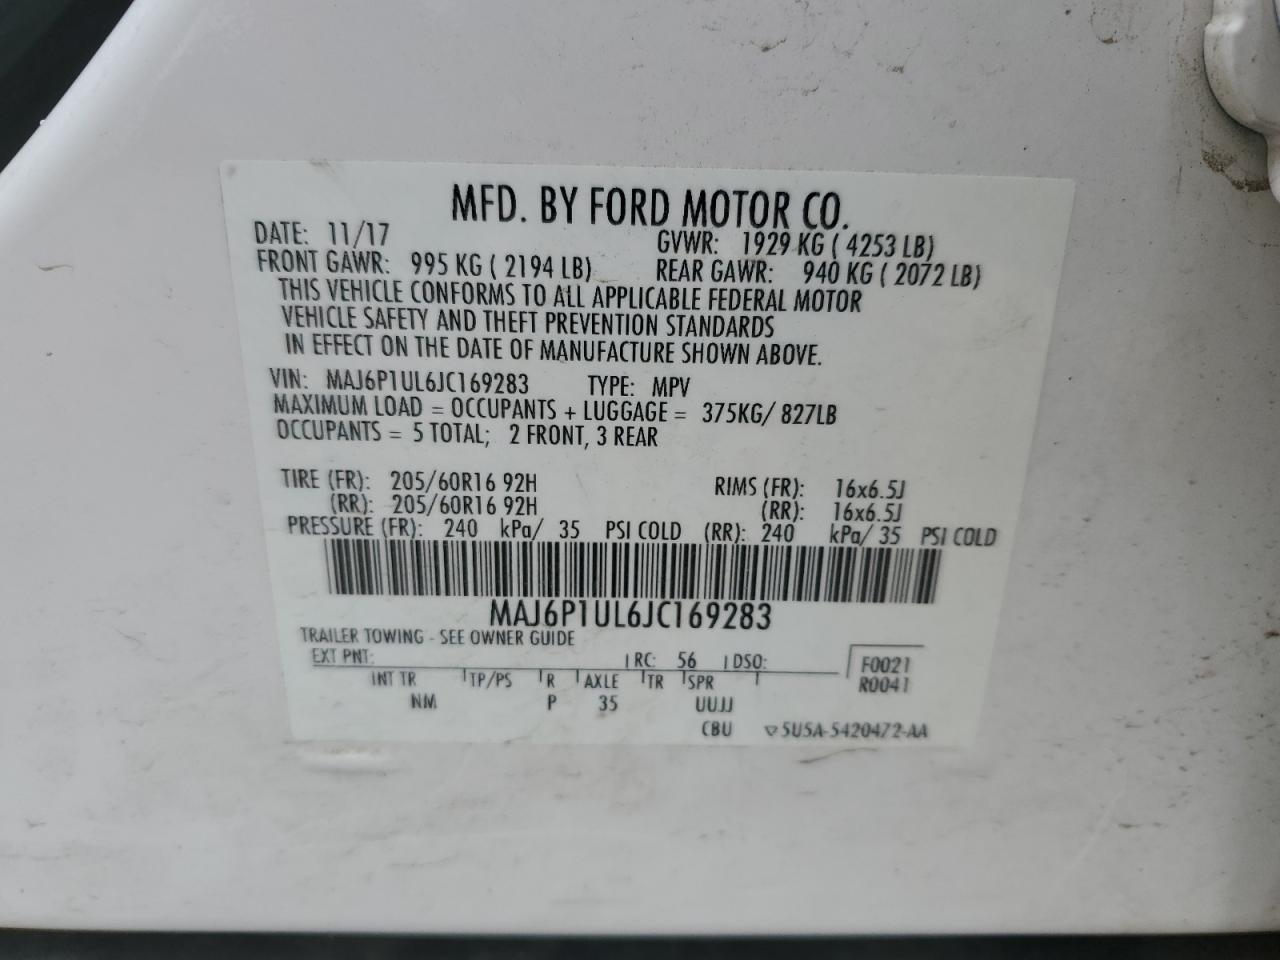 MFD. BY FORD MOTOR CO.
DATE: 11/17 GVWR: 1929 KG ( 4253 LB)
FRONT GAWR: 995 KG ( 2194 LB) REAR GAWR: 940 KG ( 2072 LB)
THIS VEHICLE CONFORMS TO ALL APPLICABLE FEDERAL MOTOR
VEHICLE SAFETY AND THEFT PREVENTION STANDARDS
IN EFFECT ON THE DATE OF MANUFACTURE SHOWN ABOVE.
VIN: MAJ6P1UL6JC169283 TYPE: MPV
MAXIMUM LOAD = OCCUPANTS + LUGGAGE = 375KG/ 827LB
OCCUPANTS = 5 TOTAL; 2 FRONT, 3 REAR
TIRE (FR): 205/60R16 92H RIMS (FR): 16x6.5J
(RR): 205/60R16 92H (RR): 16x6.5J
PRESSURE (FR): 240 kPa/ 35 PSI COLD (RR): 240 kPa/ 35 PSI COLD
MAJ6P1UL6JC169283
TRAILER TOWING - SEE OWNER GUIDE
EXT PNT: RC: 56 DSO: F0021
INT TR TP/PS R AXLE TR SPR R0041
NM P 35 UUJJ
CBU ▽5U5A-5420472-AA